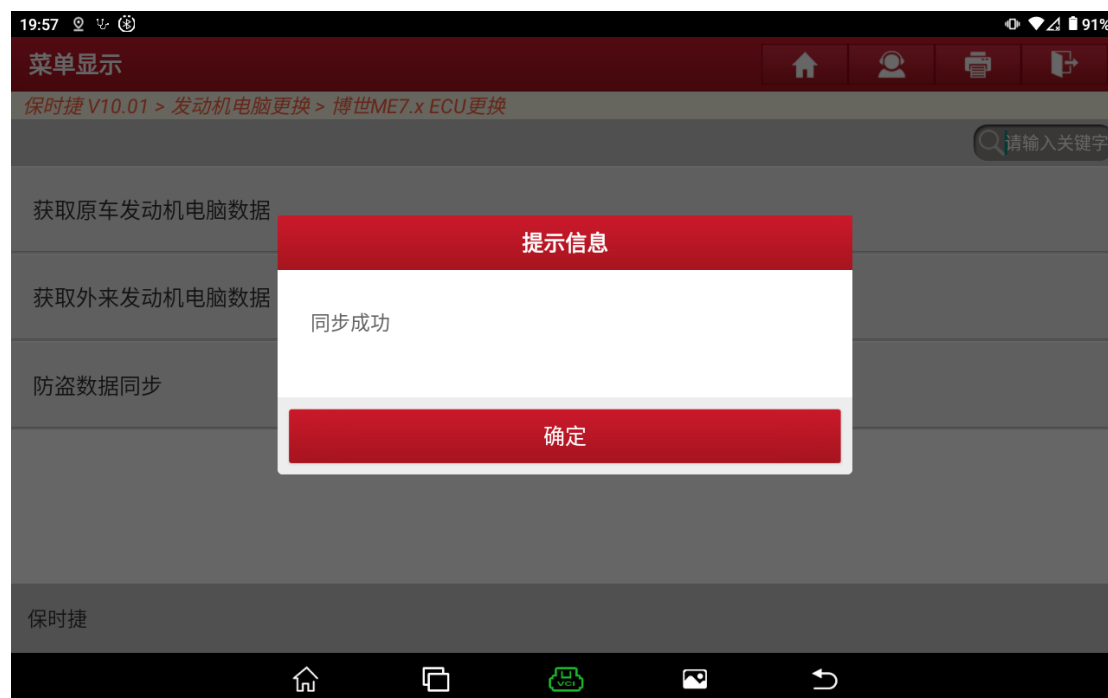 19:57
91%
菜单显示
保时捷 V10.01 > 发动机电脑更换 > 博世ME7.x ECU更换
请输入关键字
获取原车发动机电脑数据
提示信息
获取外来发动机电脑数据
同步成功
防盗数据同步
确定
保时捷
VCI